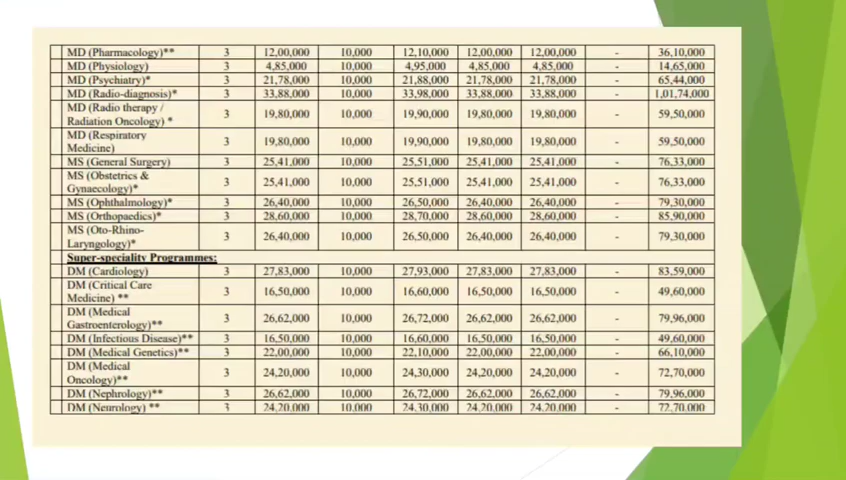 MD (Pharmacology)** 3 12,00,000 10,000 12,10,000 12,00,000 12,00,000 - 36,10,000
MD (Physiology) 3 4,85,000 10,000 4,95,000 4,85,000 4,85,000 - 14,65,000
MD (Psychiatry)* 3 21,78,000 10,000 21,88,000 21,78,000 21,78,000 - 65,44,000
MD (Radio-diagnosis)* 3 33,88,000 10,000 33,98,000 33,88,000 33,88,000 - 1,01,74,000
MD (Radio therapy /
Radiation Oncology) * 3 19,80,000 10,000 19,90,000 19,80,000 19,80,000 - 59,50,000
MD (Respiratory
Medicine) 3 19,80,000 10,000 19,90,000 19,80,000 19,80,000 - 59,50,000
MS (General Surgery) 3 25,41,000 10,000 25,51,000 25,41,000 25,41,000 - 76,33,000
MS (Obstetrics &
Gynaecology)* 3 25,41,000 10,000 25,51,000 25,41,000 25,41,000 - 76,33,000
MS (Ophthalmology)* 3 26,40,000 10,000 26,50,000 26,40,000 26,40,000 - 79,30,000
MS (Orthopaedics)* 3 28,60,000 10,000 28,70,000 28,60,000 28,60,000 - 85,90,000
MS (Oto-Rhino-
Laryngology)* 3 26,40,000 10,000 26,50,000 26,40,000 26,40,000 - 79,30,000
Super-speciality Programmes:
DM (Cardiology) 3 27,83,000 10,000 27,93,000 27,83,000 27,83,000 - 83,59,000
DM (Critical Care
Medicine) ** 3 16,50,000 10,000 16,60,000 16,50,000 16,50,000 - 49,60,000
DM (Medical
Gastroenterology)** 3 26,62,000 10,000 26,72,000 26,62,000 26,62,000 - 79,96,000
DM (Infectious Disease)** 3 16,50,000 10,000 16,60,000 16,50,000 16,50,000 - 49,60,000
DM (Medical Genetics)** 3 22,00,000 10,000 22,10,000 22,00,000 22,00,000 - 66,10,000
DM (Medical
Oncology)** 3 24,20,000 10,000 24,30,000 24,20,000 24,20,000 - 72,70,000
DM (Nephrology)** 3 26,62,000 10,000 26,72,000 26,62,000 26,62,000 - 79,96,000
DM (Neurology) ** 3 24,20,000 10,000 24,30,000 24,20,000 24,20,000 - 72,70,000